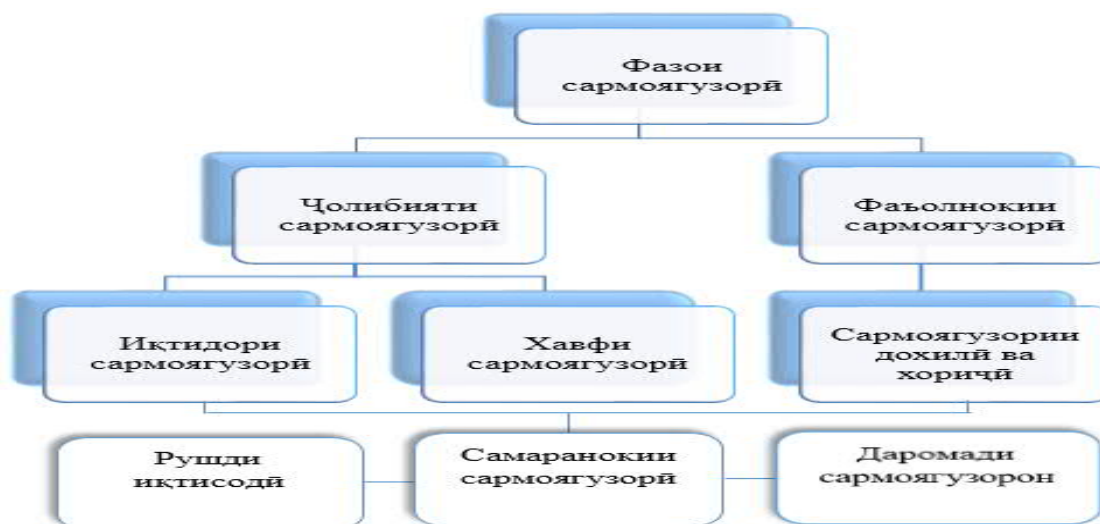 Фазои
сармоягузорӣ
Ҷолибияти
сармоягузорӣ
Фаъолнокии
сармоягузорӣ
Иқтидори
сармоягузорӣ
Хавфи
сармоягузорӣ
Сармоягузории
дохилӣ ва
хориҷӣ
Рушди
иқтисодӣ
Самаранокии
сармоягузорӣ
Даромади
сармоягузорон